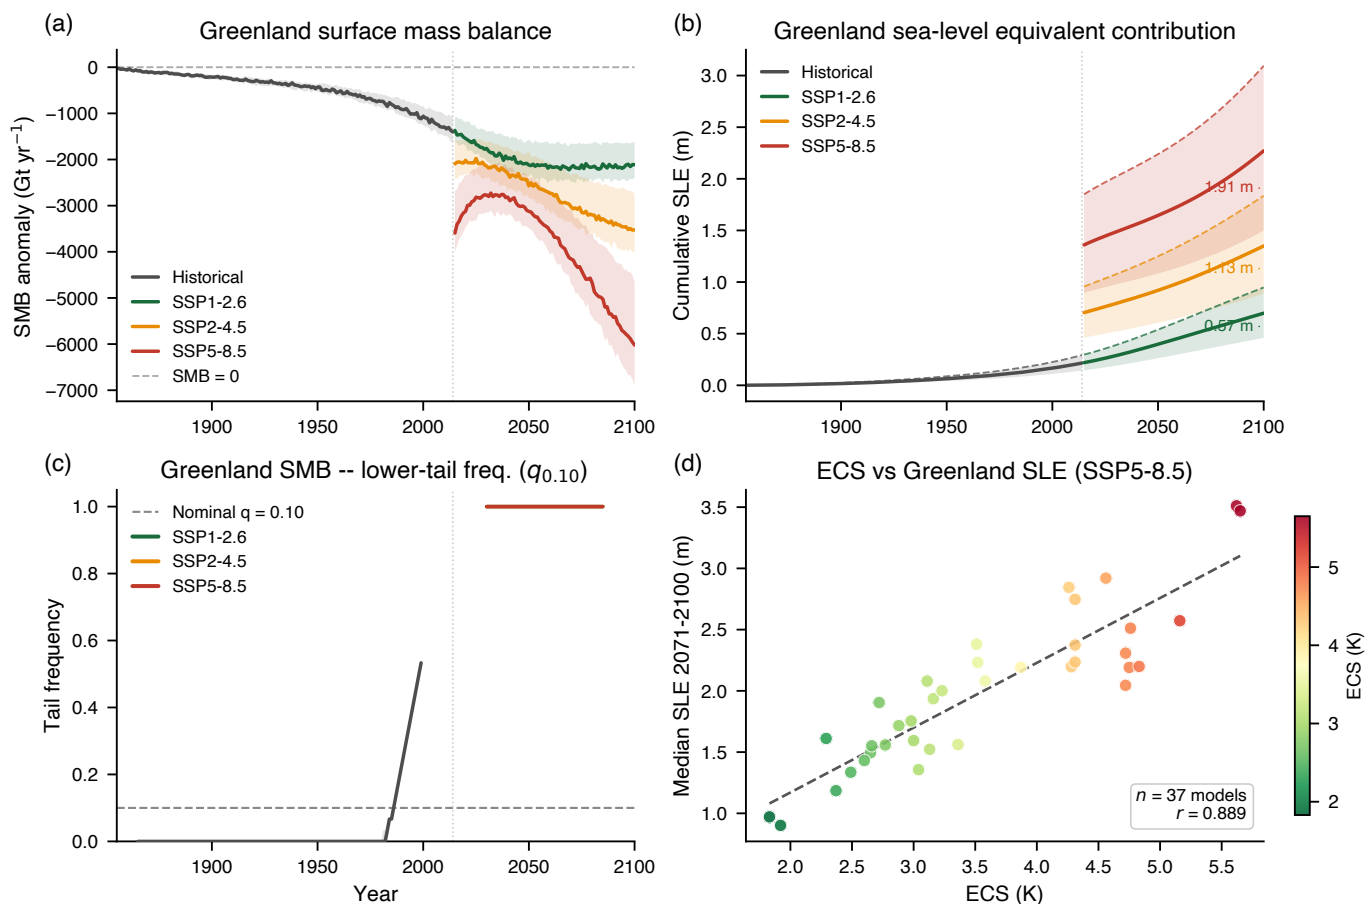 (a)
Greenland surface mass balance
SMB anomaly (Gt yr⁻¹)
0
−1000
−2000
−3000
−4000
−5000
−6000
−7000
Historical
SSP1-2.6
SSP2-4.5
SSP5-8.5
SMB = 0
1900
1950
2000
2050
2100
(b)
Greenland sea-level equivalent contribution
Cumulative SLE (m)
3.0
2.5
2.0
1.5
1.0
0.5
0.0
Historical
SSP1-2.6
SSP2-4.5
SSP5-8.5
1.91 m
1.13 m
0.57 m
1900
1950
2000
2050
2100
(c)
Greenland SMB -- lower-tail freq. (q₀.₁₀)
Tail frequency
1.0
0.8
0.6
0.4
0.2
0.0
Nominal q = 0.10
SSP1-2.6
SSP2-4.5
SSP5-8.5
1900
1950
2000
2050
2100
Year
(d)
ECS vs Greenland SLE (SSP5-8.5)
Median SLE 2071-2100 (m)
3.5
3.0
2.5
2.0
1.5
1.0
n = 37 models
r = 0.889
2.0
2.5
3.0
3.5
4.0
4.5
5.0
5.5
ECS (K)
5
4
3
2
ECS (K)